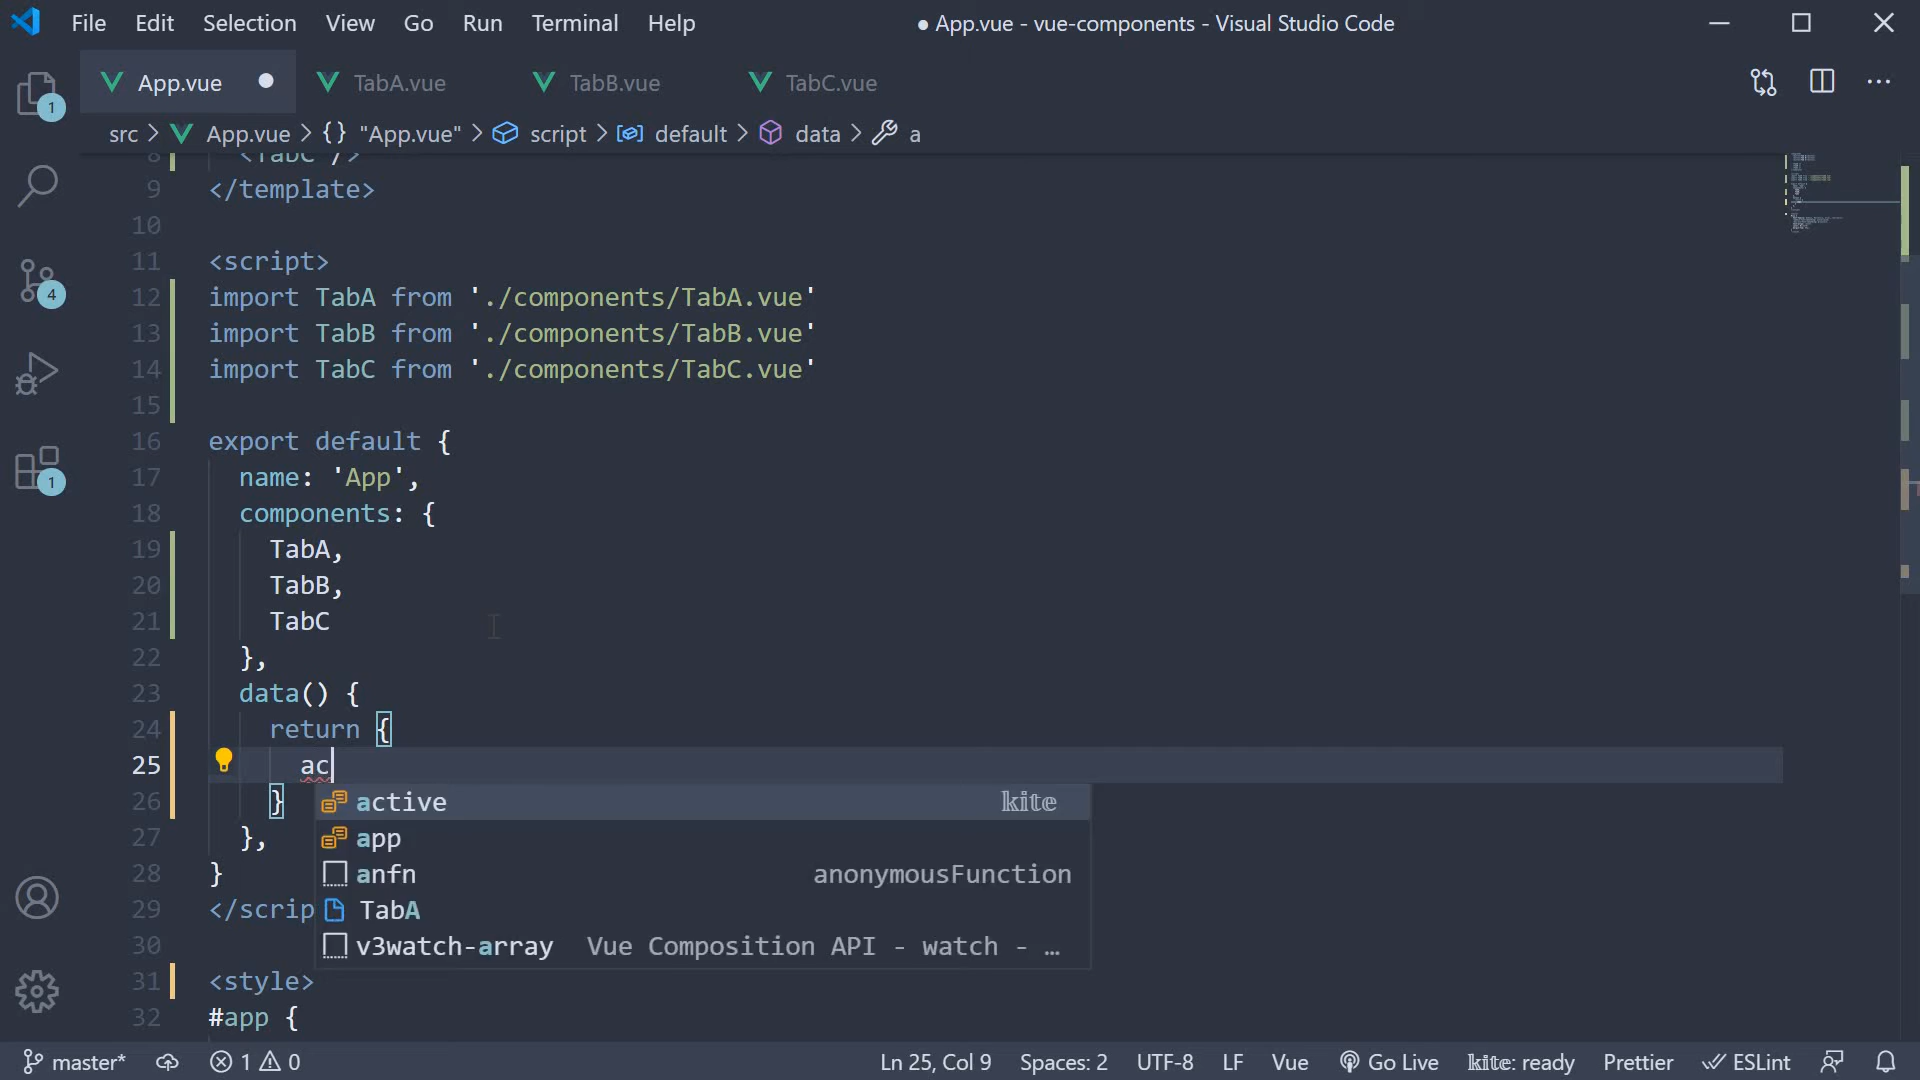 File Edit Selection View Go Run Terminal Help ● App.vue - vue-components - Visual Studio Code
App.vue ● TabA.vue TabB.vue TabC.vue
src > App.vue > {} "App.vue" > script > default > data > a
8 <TabC />
9 </template>
10
11 <script>
12 import TabA from './components/TabA.vue'
13 import TabB from './components/TabB.vue'
14 import TabC from './components/TabC.vue'
15
16 export default {
17 name: 'App',
18 components: {
19 TabA,
20 TabB,
21 TabC
22 },
23 data() {
24 return {
25 ac
26 }
27 },
28 }
29 </scrip
30
31 <style>
32 #app {
active kite
app
anfn anonymousFunction
TabA
v3watch-array Vue Composition API - watch - …
1
4
1
master* 1 0 Ln 25, Col 9 Spaces: 2 UTF-8 LF Vue Go Live kite: ready Prettier ESLint